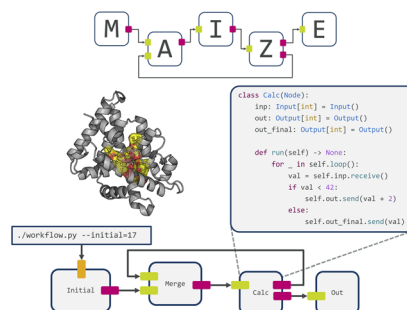 M A I Z E
class Calc(Node):
inp: Input[int] = Input()
out: Output[int] = Output()
out_final: Output[int] = Output()
def run(self) -> None:
for _ in self.loop():
val = self.inp.receive()
if val < 42:
self.out.send(val + 2)
else:
self.out_final.send(val)
./workflow.py --initial=17
Initial
Merge
Calc
Out